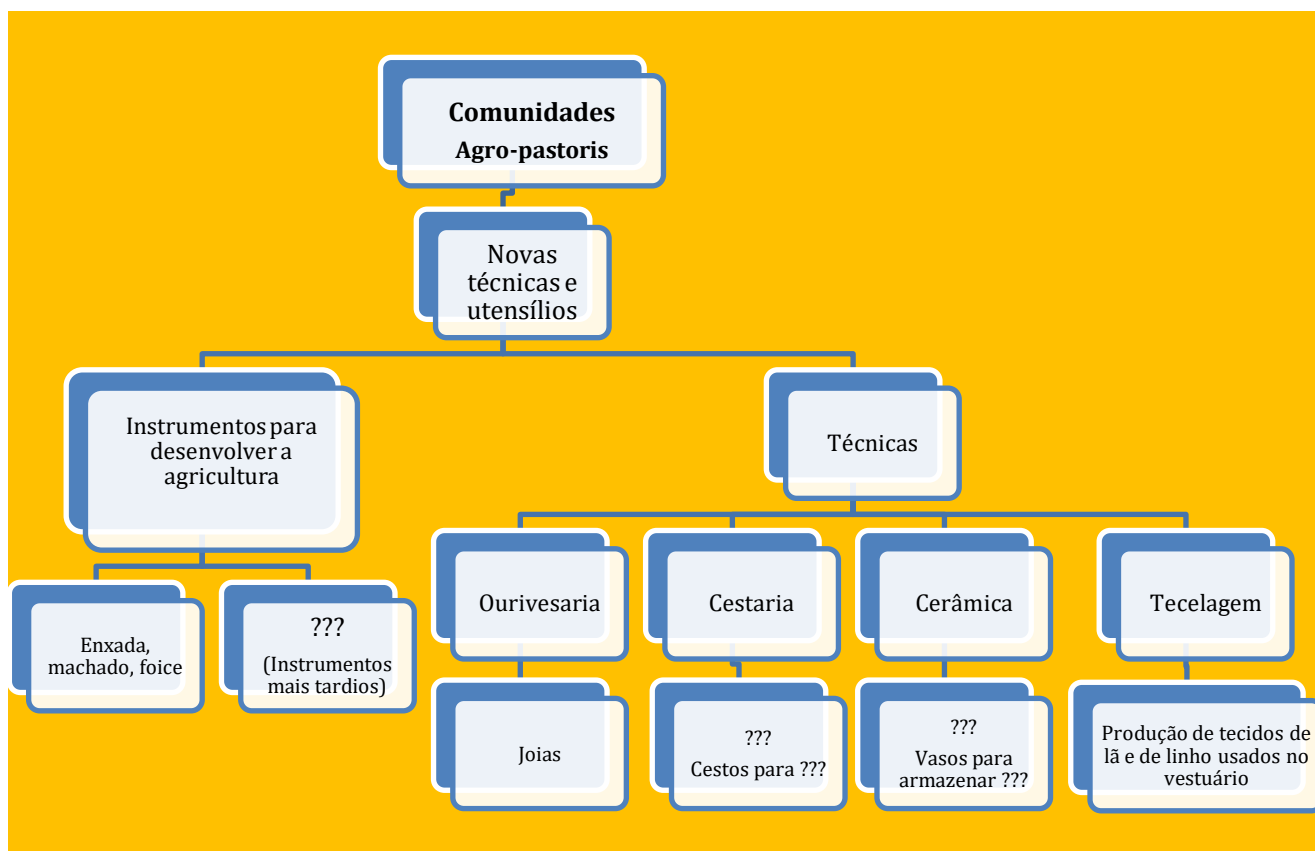 Comunidades
Agro-pastoris
Novas
técnicas e
utensílios
Instrumentos para
desenvolver a
agricultura
Técnicas
Enxada,
machado, foice
???
(Instrumentos
mais tardios)
Ourivesaria
Cestaria
Cerâmica
Tecelagem
Joias
???
Cestos para ???
???
Vasos para
armazenar ???
Produção de tecidos de
lã e de linho usados no
vestuário